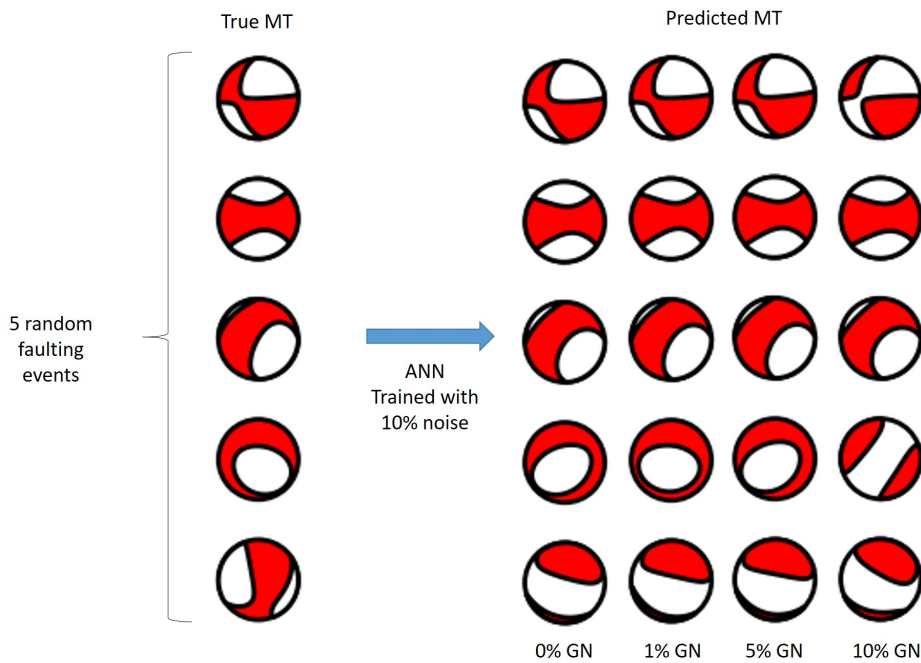 True MT
Predicted MT
5 random
faulting
events
ANN
Trained with
10% noise
0% GN
1% GN
5% GN
10% GN